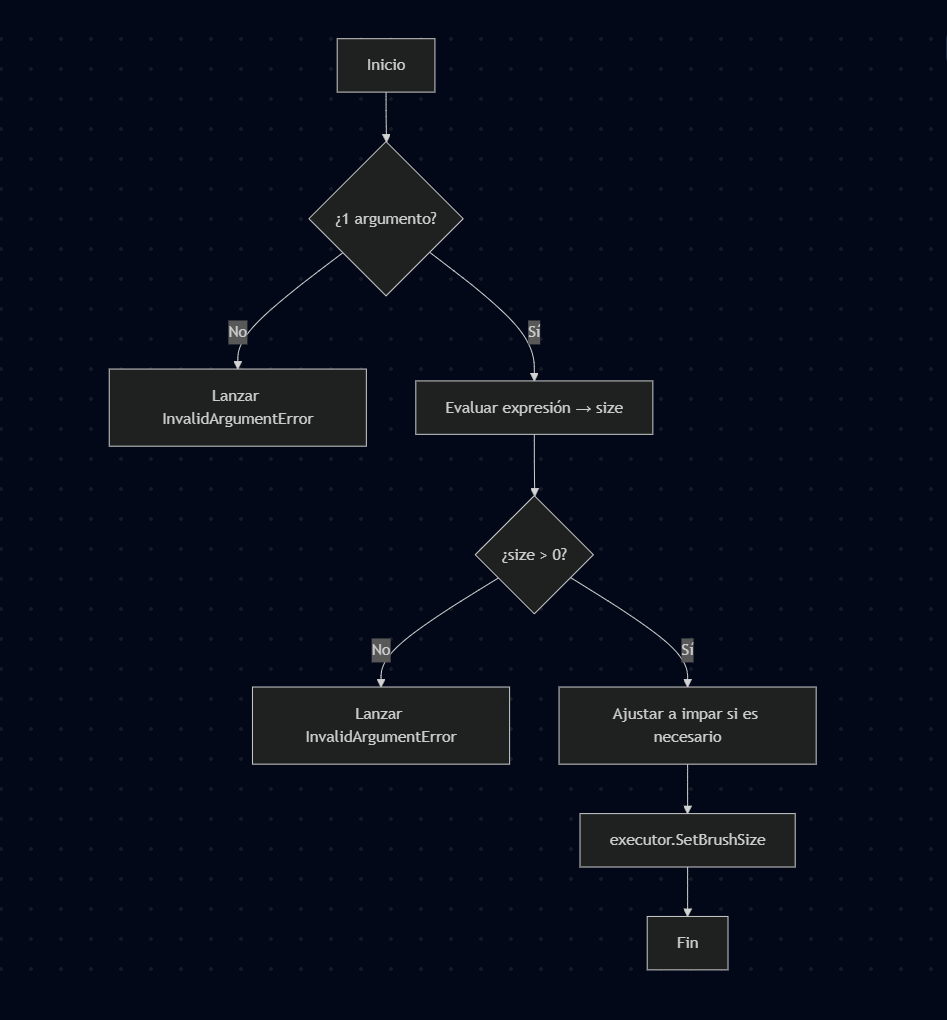 Inicio
¿1 argumento?
No
Sí
Lanzar
InvalidArgumentError
Evaluar expresión → size
¿size > 0?
No
Sí
Lanzar
InvalidArgumentError
Ajustar a impar si es
necesario
executor.SetBrushSize
Fin